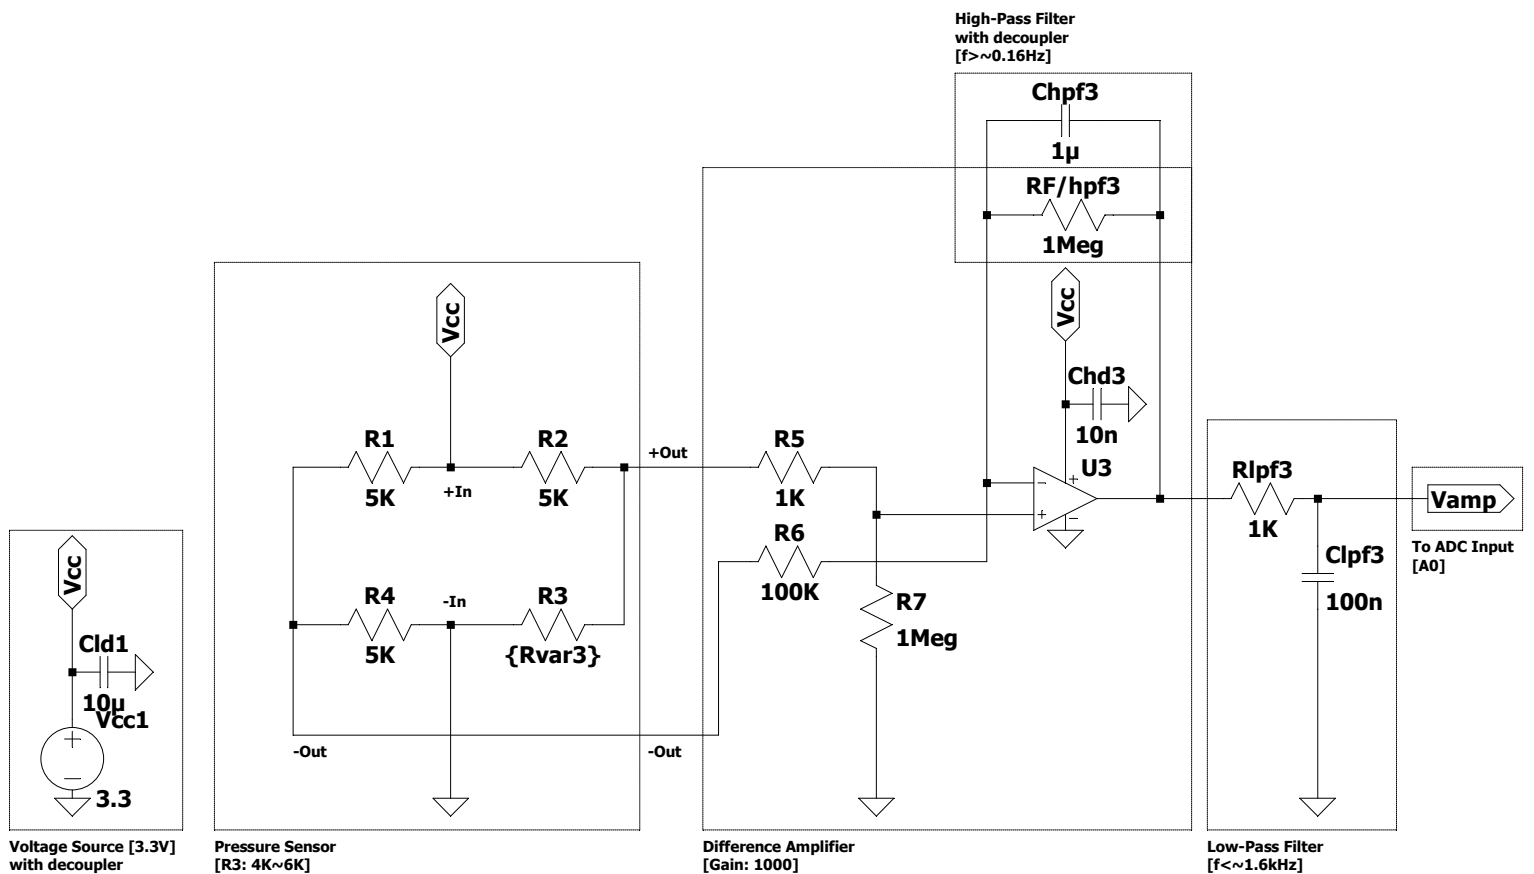 High-Pass Filter
with decoupler
[f>~0.16Hz]
Chpf3
1µ
RF/hpf3
1Meg
Vcc
Chd3
10n
U3
Vcc
R1
5K
+In
R2
5K
+Out
R5
1K
R6
100K
R7
1Meg
R4
5K
-In
R3
{Rvar3}
-Out
-Out
Rlpf3
1K
Clpf3
100n
Vamp
To ADC Input
[A0]
Vcc
Cld1
10µ
Vcc1
3.3
Voltage Source [3.3V]
with decoupler
Pressure Sensor
[R3: 4K~6K]
Difference Amplifier
[Gain: 1000]
Low-Pass Filter
[f<~1.6kHz]